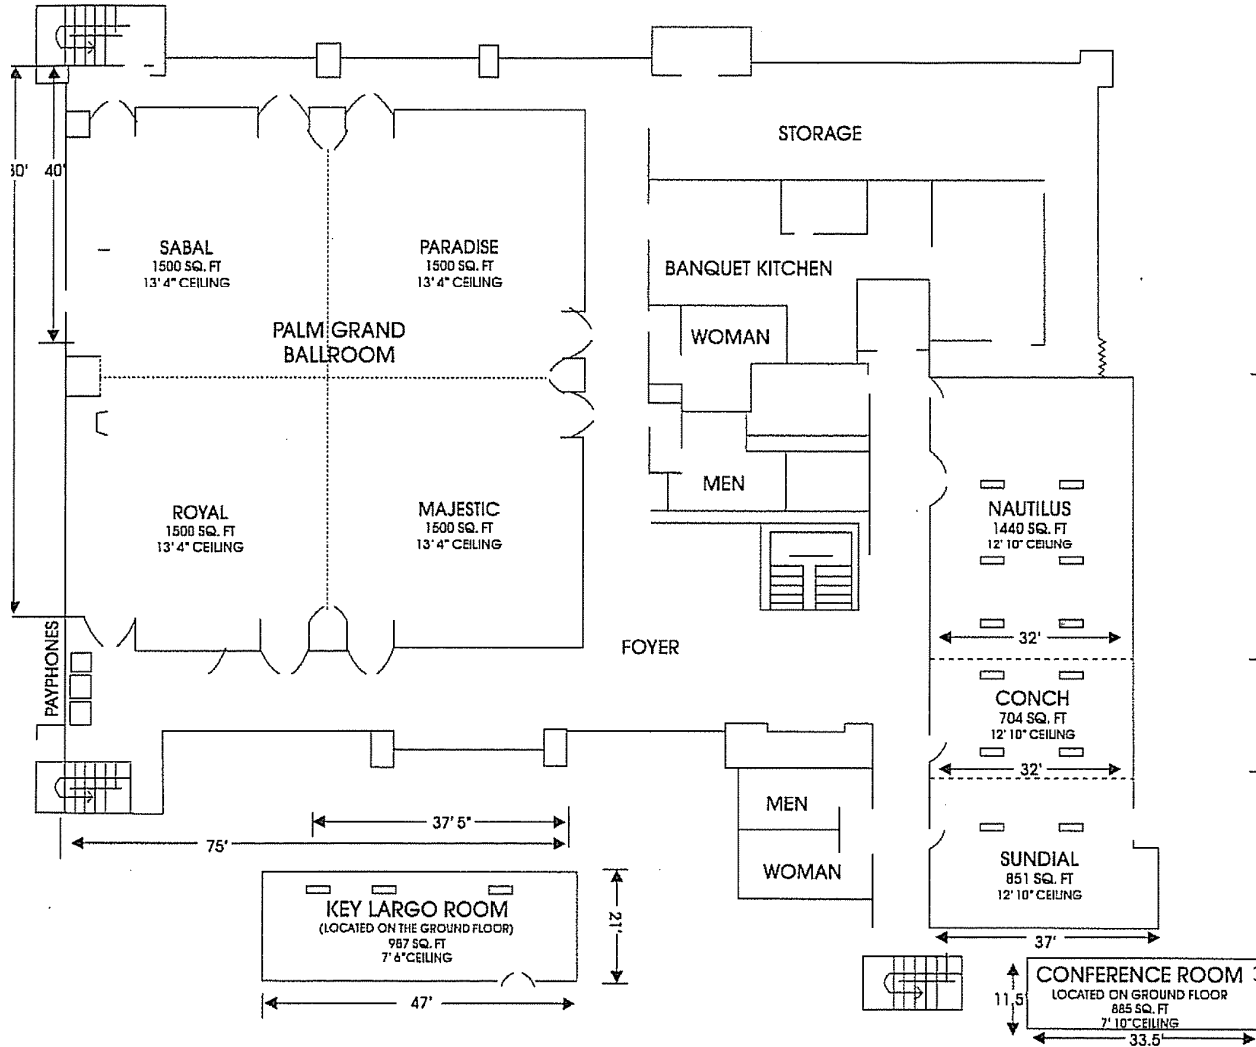 STORAGE
40'
SABAL
1500 SQ. FT
13' 4" CEILING
PARADISE
1500 SQ. FT
13' 4" CEILING
BANQUET KITCHEN
PALM GRAND
BALLROOM
WOMAN
MEN
ROYAL
1500 SQ. FT
13' 4" CEILING
MAJESTIC
1500 SQ. FT
13' 4" CEILING
NAUTILUS
1440 SQ. FT
12' 10" CEILING
32'
PAYPHONES
FOYER
CONCH
704 SQ. FT
12' 10" CEILING
32'
MEN
WOMAN
37' 5"
75'
SUNDIAL
851 SQ. FT
12' 10" CEILING
37'
KEY LARGO ROOM
(LOCATED ON THE GROUND FLOOR)
987 SQ. FT
7' 6" CEILING
21'
47'
CONFERENCE ROOM
LOCATED ON GROUND FLOOR
885 SQ. FT
7' 10" CEILING
11.5'
33.5'